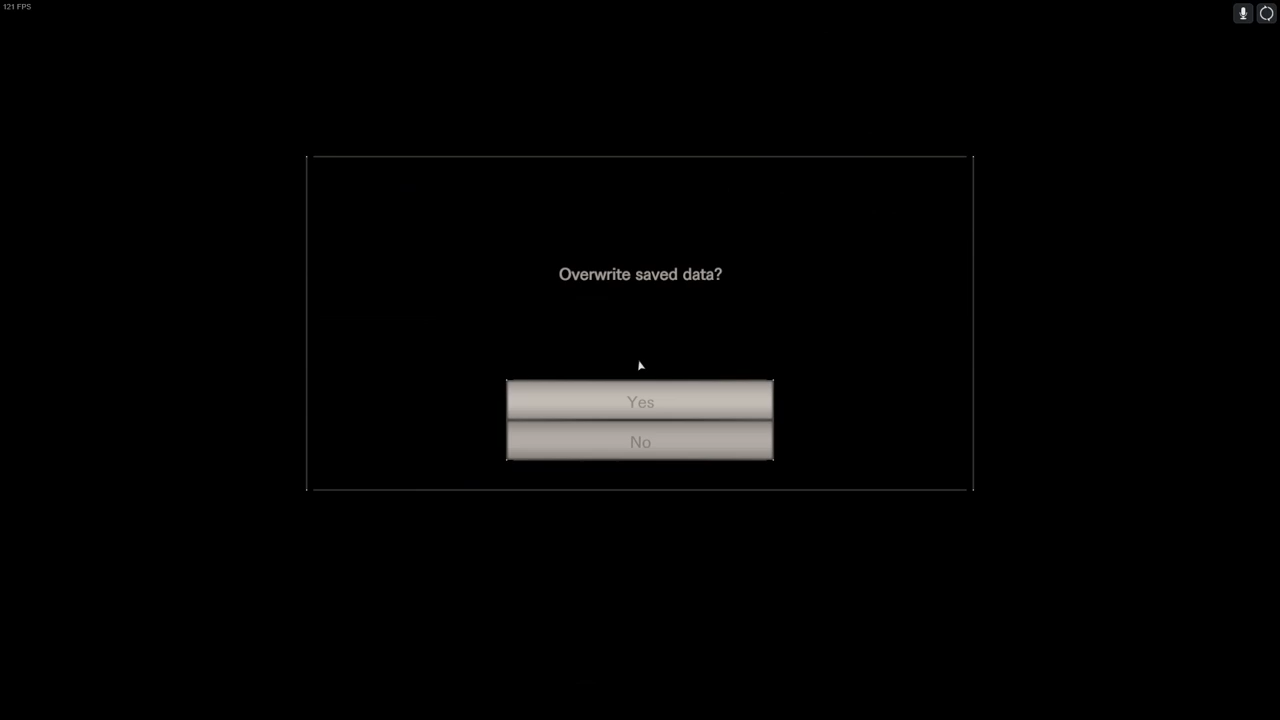 121 FPS
Overwrite saved data?
Yes
No